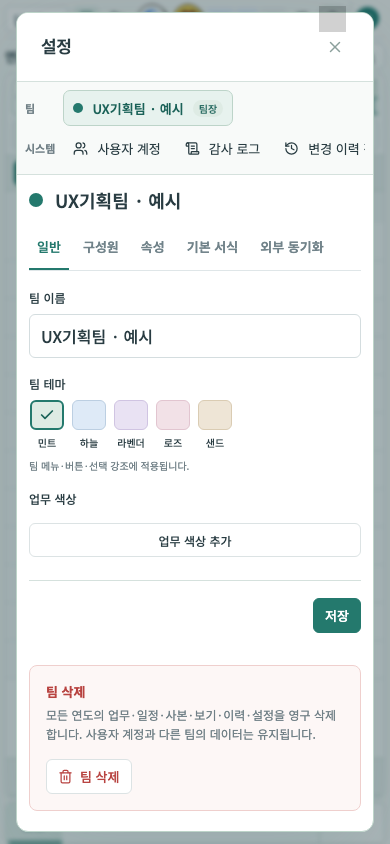 설정
팀
UX기획팀 · 예시 팀장
시스템 사용자 계정 감사 로그 변경 이력
UX기획팀 · 예시
일반 구성원 속성 기본 서식 외부 동기화
팀 이름
UX기획팀 · 예시
팀 테마
민트 하늘 라벤더 로즈 샌드
팀 메뉴·버튼·선택 강조에 적용됩니다.
업무 색상
업무 색상 추가
저장
팀 삭제
모든 연도의 업무·일정·사본·보기·이력·설정을 영구 삭제
합니다. 사용자 계정과 다른 팀의 데이터는 유지됩니다.
팀 삭제